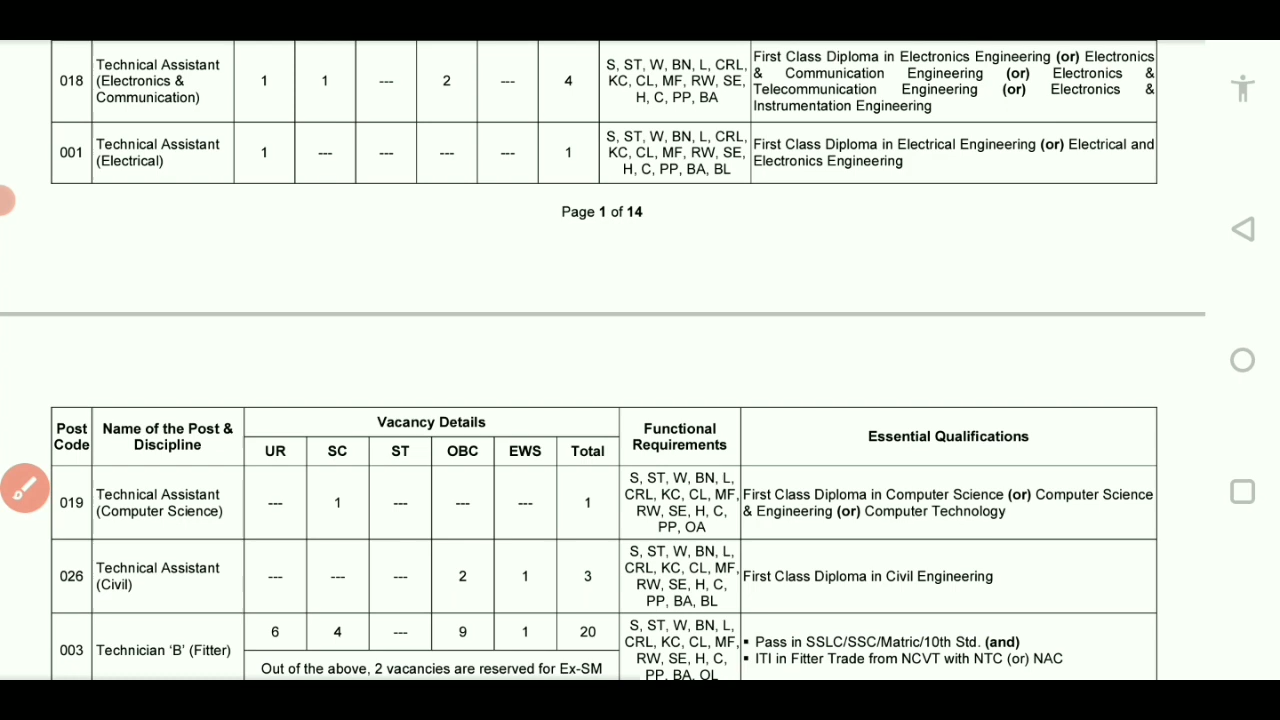 018 Technical Assistant (Electronics & Communication) 1 1 --- 2 --- 4 S, ST, W, BN, L, CRL, KC, CL, MF, RW, SE, H, C, PP, BA First Class Diploma in Electronics Engineering (or) Electronics & Communication Engineering (or) Electronics & Telecommunication Engineering (or) Electronics & Instrumentation Engineering
001 Technical Assistant (Electrical) 1 --- --- --- --- 1 S, ST, W, BN, L, CRL, KC, CL, MF, RW, SE, H, C, PP, BA, BL First Class Diploma in Electrical Engineering (or) Electrical and Electronics Engineering
Page 1 of 14
Post Code Name of the Post & Discipline Vacancy Details Functional Requirements Essential Qualifications
UR SC ST OBC EWS Total
019 Technical Assistant (Computer Science) --- 1 --- --- --- 1 S, ST, W, BN, L, CRL, KC, CL, MF, RW, SE, H, C, PP, OA First Class Diploma in Computer Science (or) Computer Science & Engineering (or) Computer Technology
026 Technical Assistant (Civil) --- --- --- 2 1 3 S, ST, W, BN, L, CRL, KC, CL, MF, RW, SE, H, C, PP, BA, BL First Class Diploma in Civil Engineering
003 Technician ‘B’ (Fitter) 6 4 --- 9 1 20 S, ST, W, BN, L, CRL, KC, CL, MF, RW, SE, H, C, PP, BA, OL ▪ Pass in SSLC/SSC/Matric/10th Std. (and) ▪ ITI in Fitter Trade from NCVT with NTC (or) NAC
Out of the above, 2 vacancies are reserved for Ex-SM